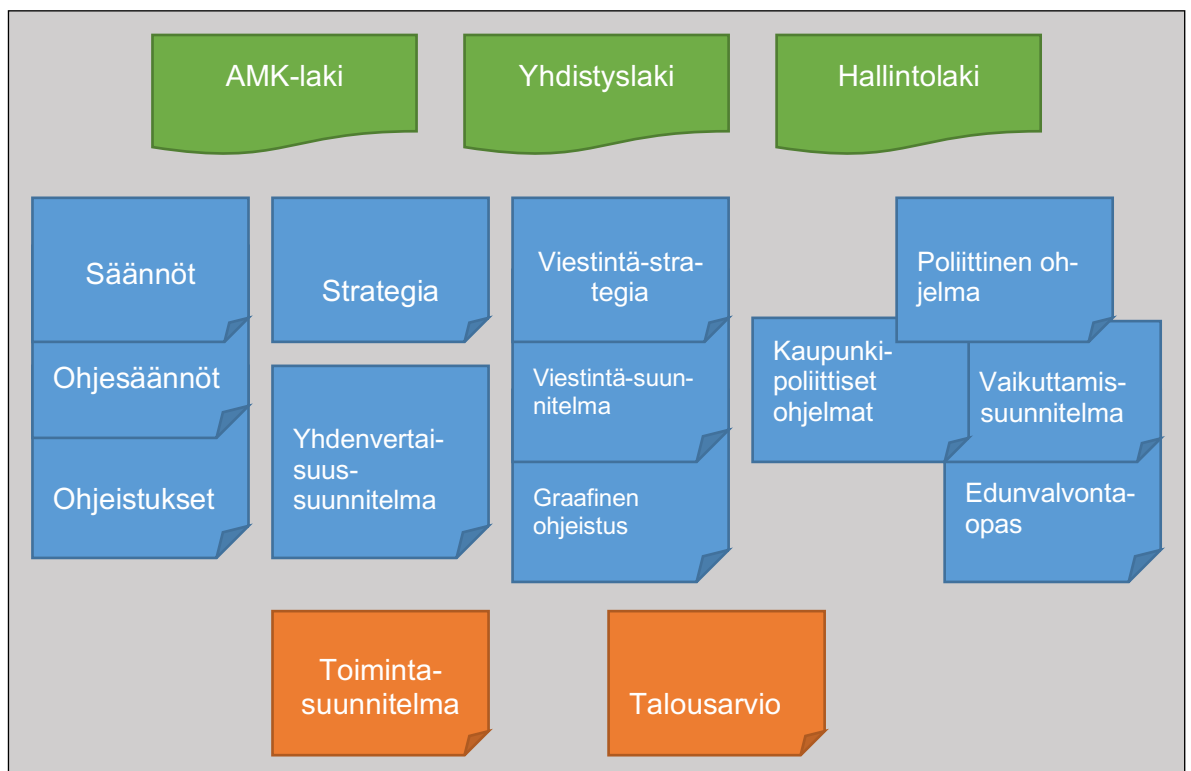 AMK-laki
Yhdistyslaki
Hallintolaki
Säännöt
Ohjesäännöt
Ohjeistukset
Strategia
Yhdenvertai-
suus-
suunnitelma
Viestintä-stra-
tegia
Viestintä-suun-
nitelma
Graafinen
ohjeistus
Poliittinen oh-
jelma
Kaupunki-
poliittiset
ohjelmat
Vaikuttamis-
suunnitelma
Edunvalvonta-
opas
Toiminta-
suunnitelma
Talousarvio